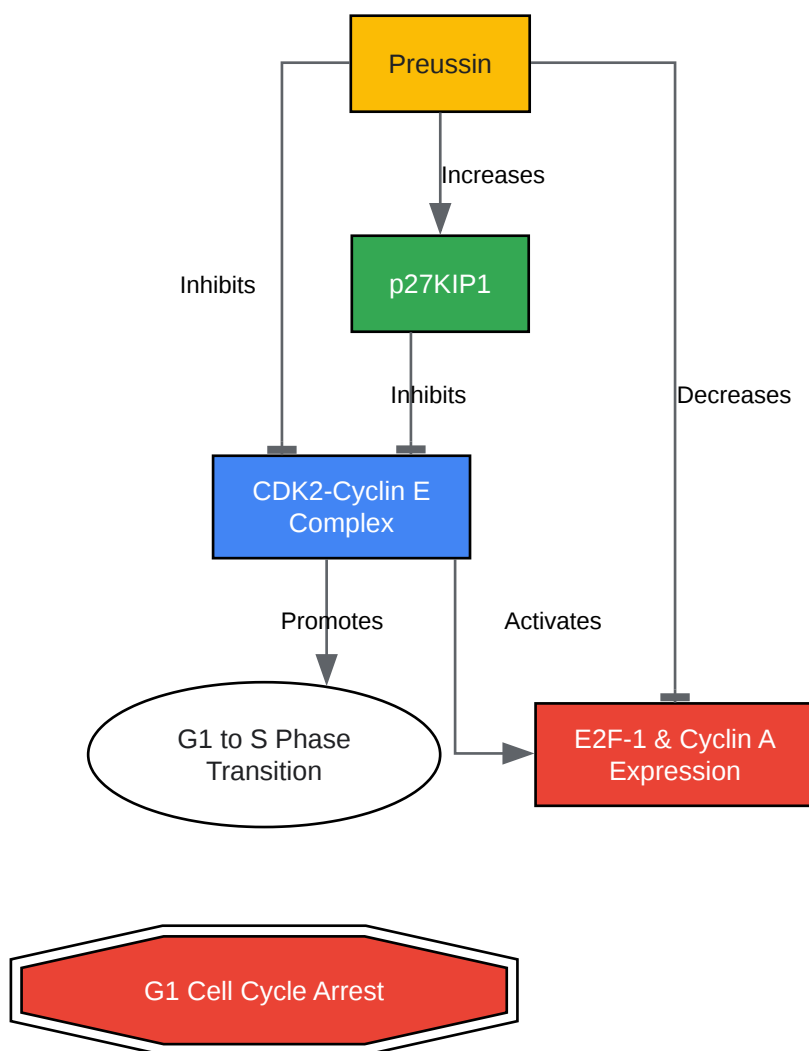 Preussin
Increases
p27KIP1
Inhibits
Inhibits
Decreases
CDK2-Cyclin E
Complex
Promotes
Activates
G1 to S Phase
Transition
E2F-1 & Cyclin A
Expression
G1 Cell Cycle Arrest